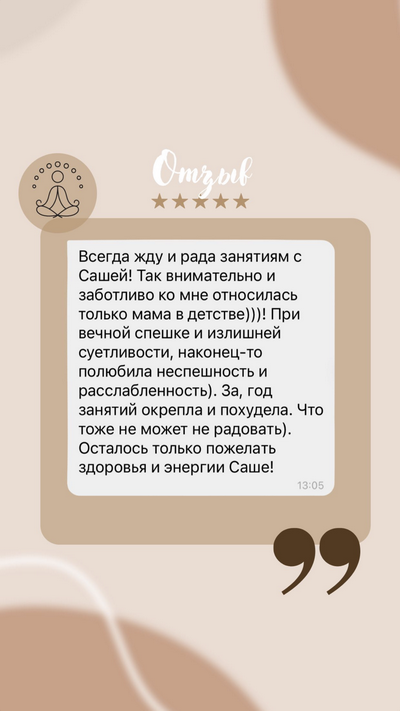 Отзыв
Всегда жду и рада занятиям с
Сашей! Так внимательно и
заботливо ко мне относилась
только мама в детстве)))! При
вечной спешке и излишней
суетливости, наконец-то
полюбила неспешность и
расслабленность). За, год
занятий окрепла и похудела. Что
тоже не может не радовать).
Осталось только пожелать
здоровья и энергии Саше!
13:05